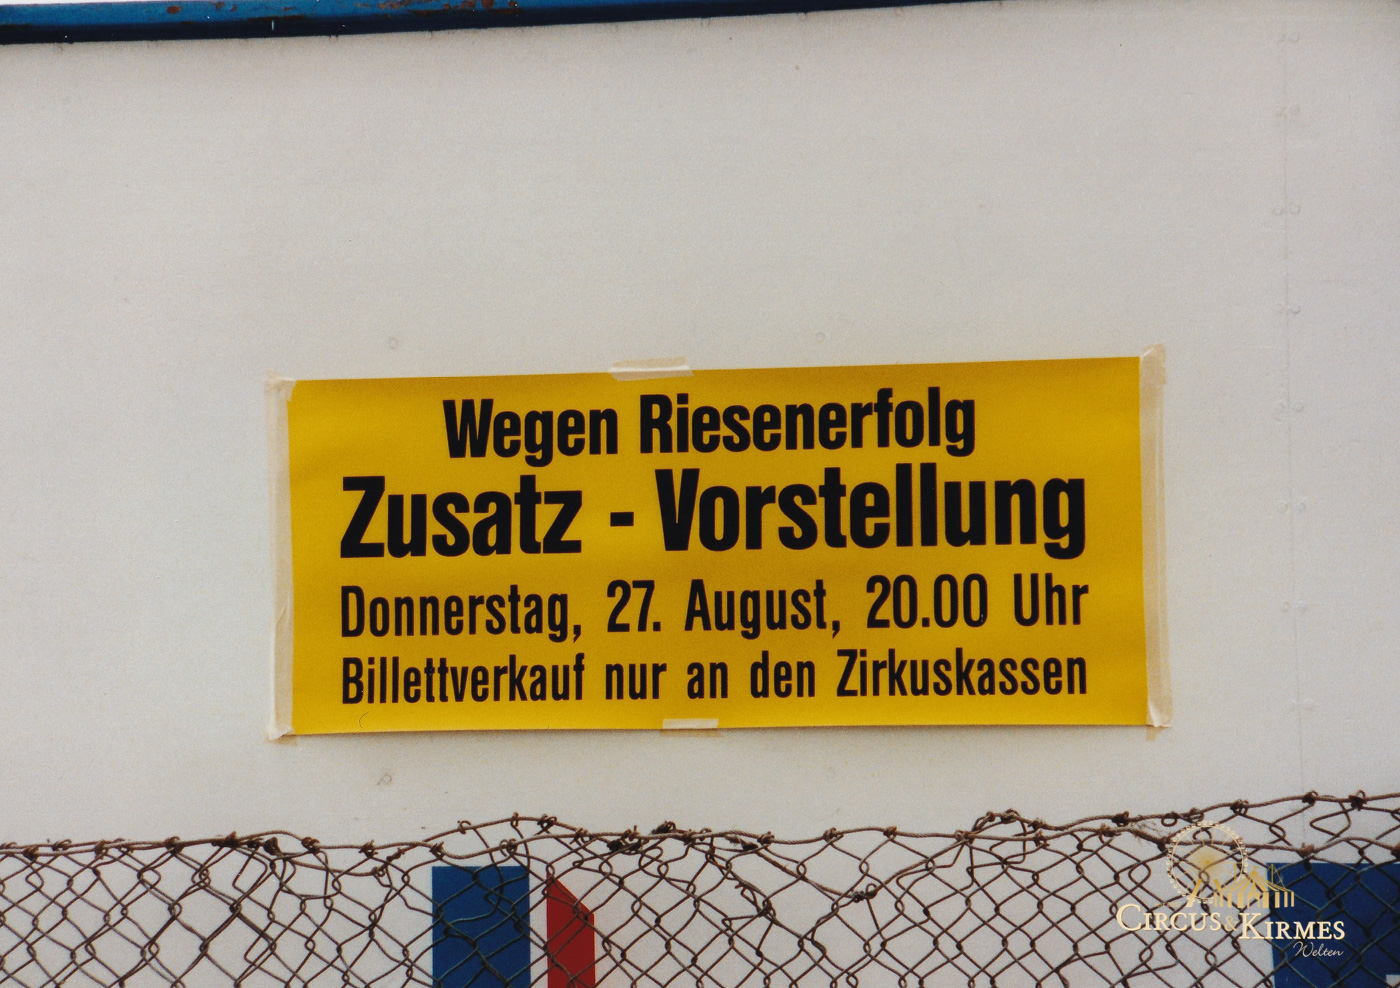 Wegen Riesenerfolg
Zusatz - Vorstellung
Donnerstag, 27. August, 20.00 Uhr
Billettverkauf nur an den Zirkuskassen
CIRCUS & KIRMES
Welten